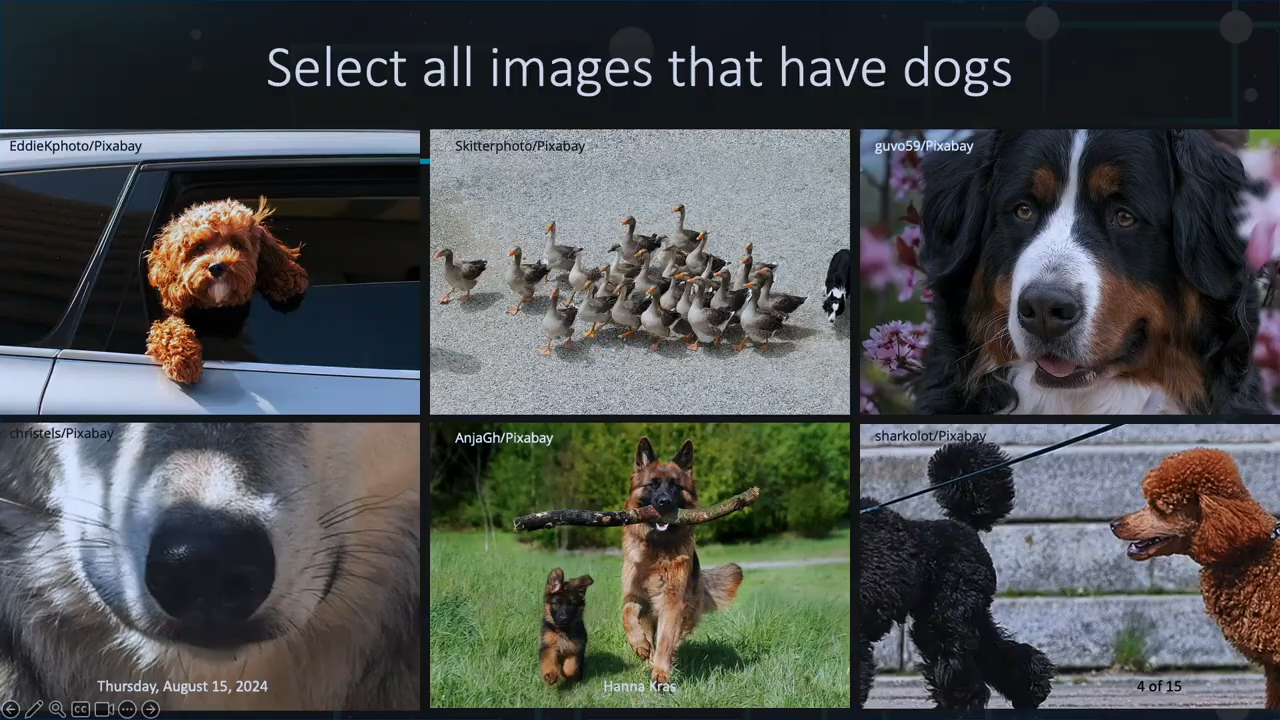 Select all images that have dogs
EddieKphoto/Pixabay
Skitterphoto/Pixabay
guvo59/Pixabay
christels/Pixabay
AnjaGh/Pixabay
sharkolot/Pixabay
Thursday, August 15, 2024
Hanna Kras
4 of 15
CC